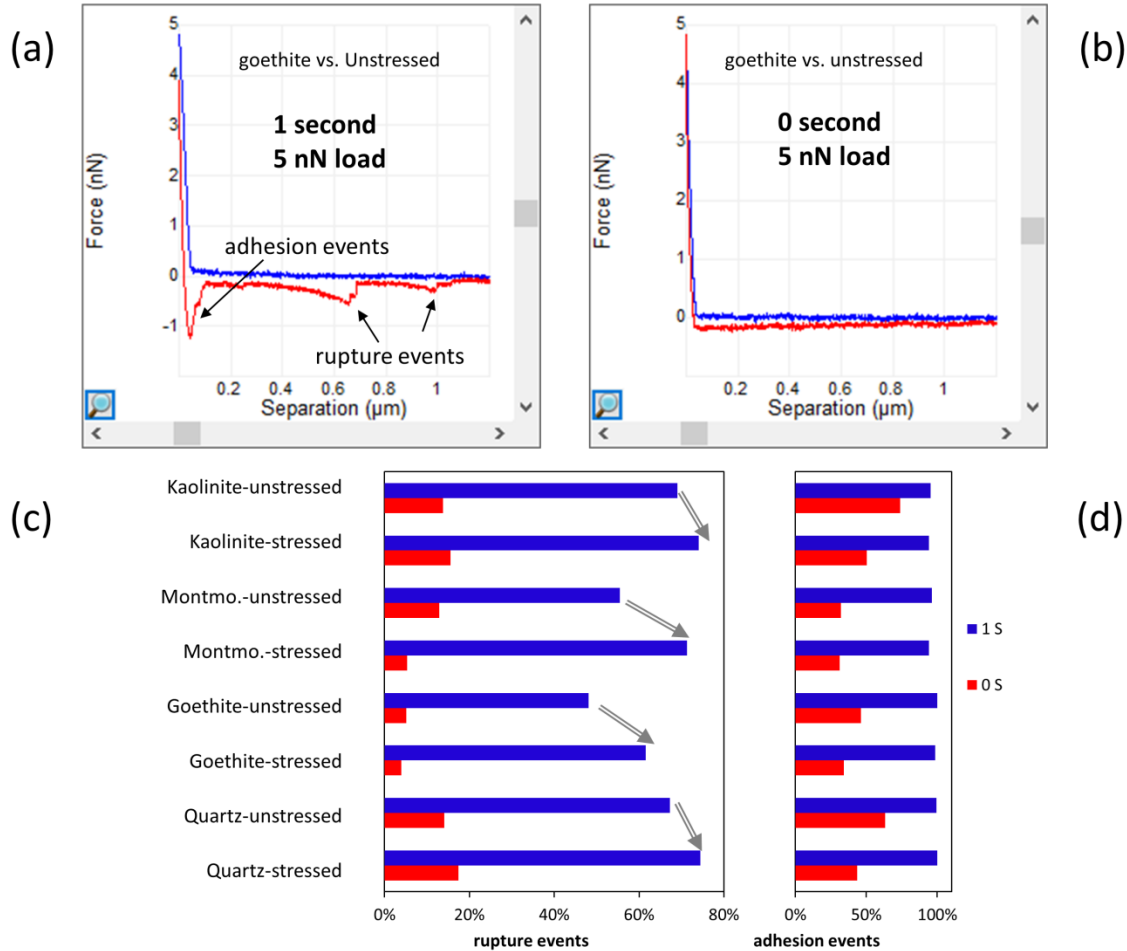 (a)
5
4
3
2
1
0
-1
Force (nN)
goethite vs. Unstressed
1 second
5 nN load
adhesion events
rupture events
0.2 0.4 0.6 0.8 1
Separation (µm)
(b)
5
4
3
2
1
0
Force (nN)
goethite vs. unstressed
0 second
5 nN load
0.2 0.4 0.6 0.8 1
Separation (µm)
(c)
Kaolinite-unstressed
Kaolinite-stressed
Montmo.-unstressed
Montmo.-stressed
Goethite-unstressed
Goethite-stressed
Quartz-unstressed
Quartz-stressed
0% 20% 40% 60% 80%
rupture events
(d)
1 S
0 S
0% 50% 100%
adhesion events